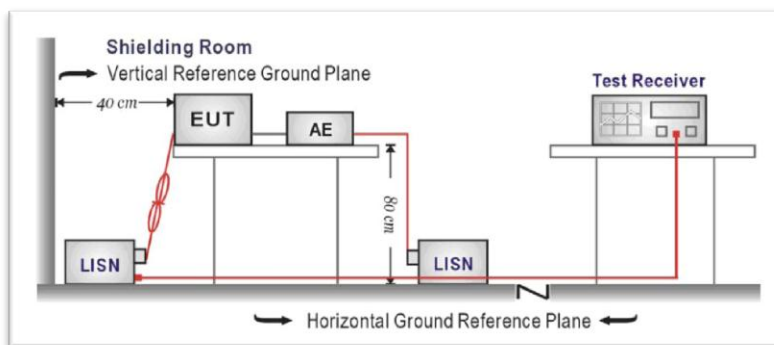 Shielding Room
Vertical Reference Ground Plane
40 cm
EUT
AE
Test Receiver
80 cm
LISN
LISN
Horizontal Ground Reference Plane